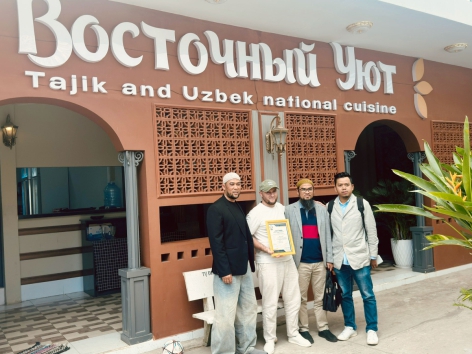 Восточный Уют
Tajik and Uzbek national cuisine